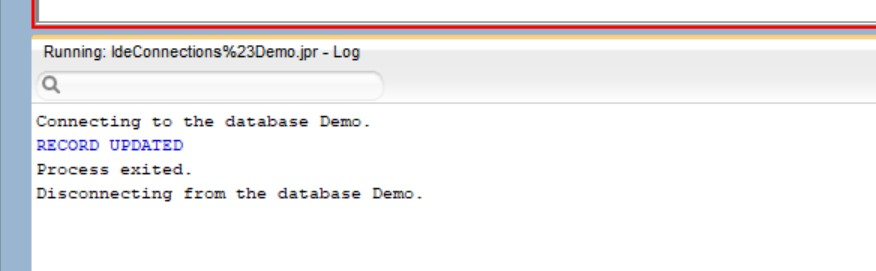 Running: IdeConnections%23Demo.jpr - Log
Connecting to the database Demo.
RECORD UPDATED
Process exited.
Disconnecting from the database Demo.